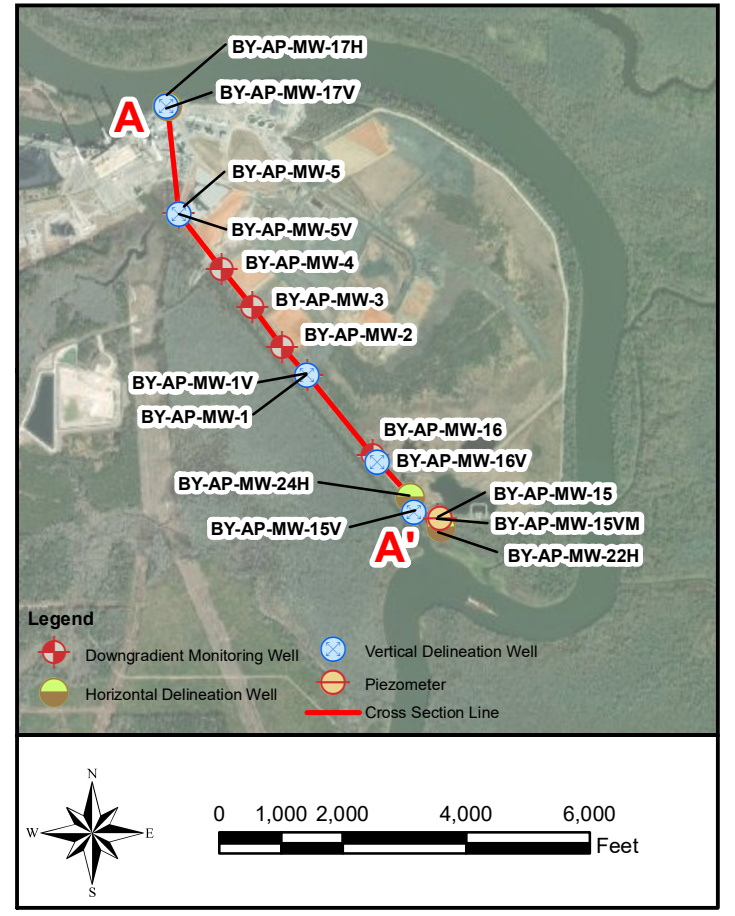 BY-AP-MW-17H
BY-AP-MW-17V
A
BY-AP-MW-5
BY-AP-MW-5V
BY-AP-MW-4
BY-AP-MW-3
BY-AP-MW-2
BY-AP-MW-1V
BY-AP-MW-1
BY-AP-MW-16
BY-AP-MW-16V
BY-AP-MW-24H
BY-AP-MW-15
BY-AP-MW-15V
BY-AP-MW-15VM
A'
BY-AP-MW-22H
Legend
Downgradient Monitoring Well
Vertical Delineation Well
Horizontal Delineation Well
Piezometer
Cross Section Line
N
W
E
S
0 1,000 2,000 4,000 6,000
Feet